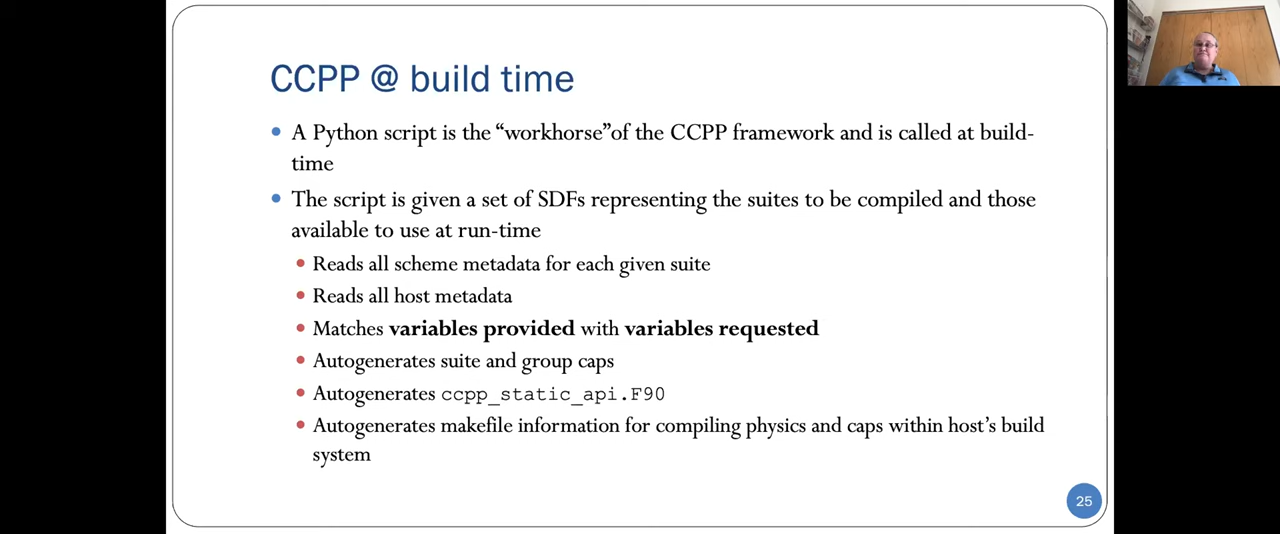 CCPP @ build time
A Python script is the “workhorse”of the CCPP framework and is called at build-
time
The script is given a set of SDFs representing the suites to be compiled and those
available to use at run-time
Reads all scheme metadata for each given suite
Reads all host metadata
Matches variables provided with variables requested
Autogenerates suite and group caps
Autogenerates ccpp_static_api.F90
Autogenerates makefile information for compiling physics and caps within host’s build
system
25